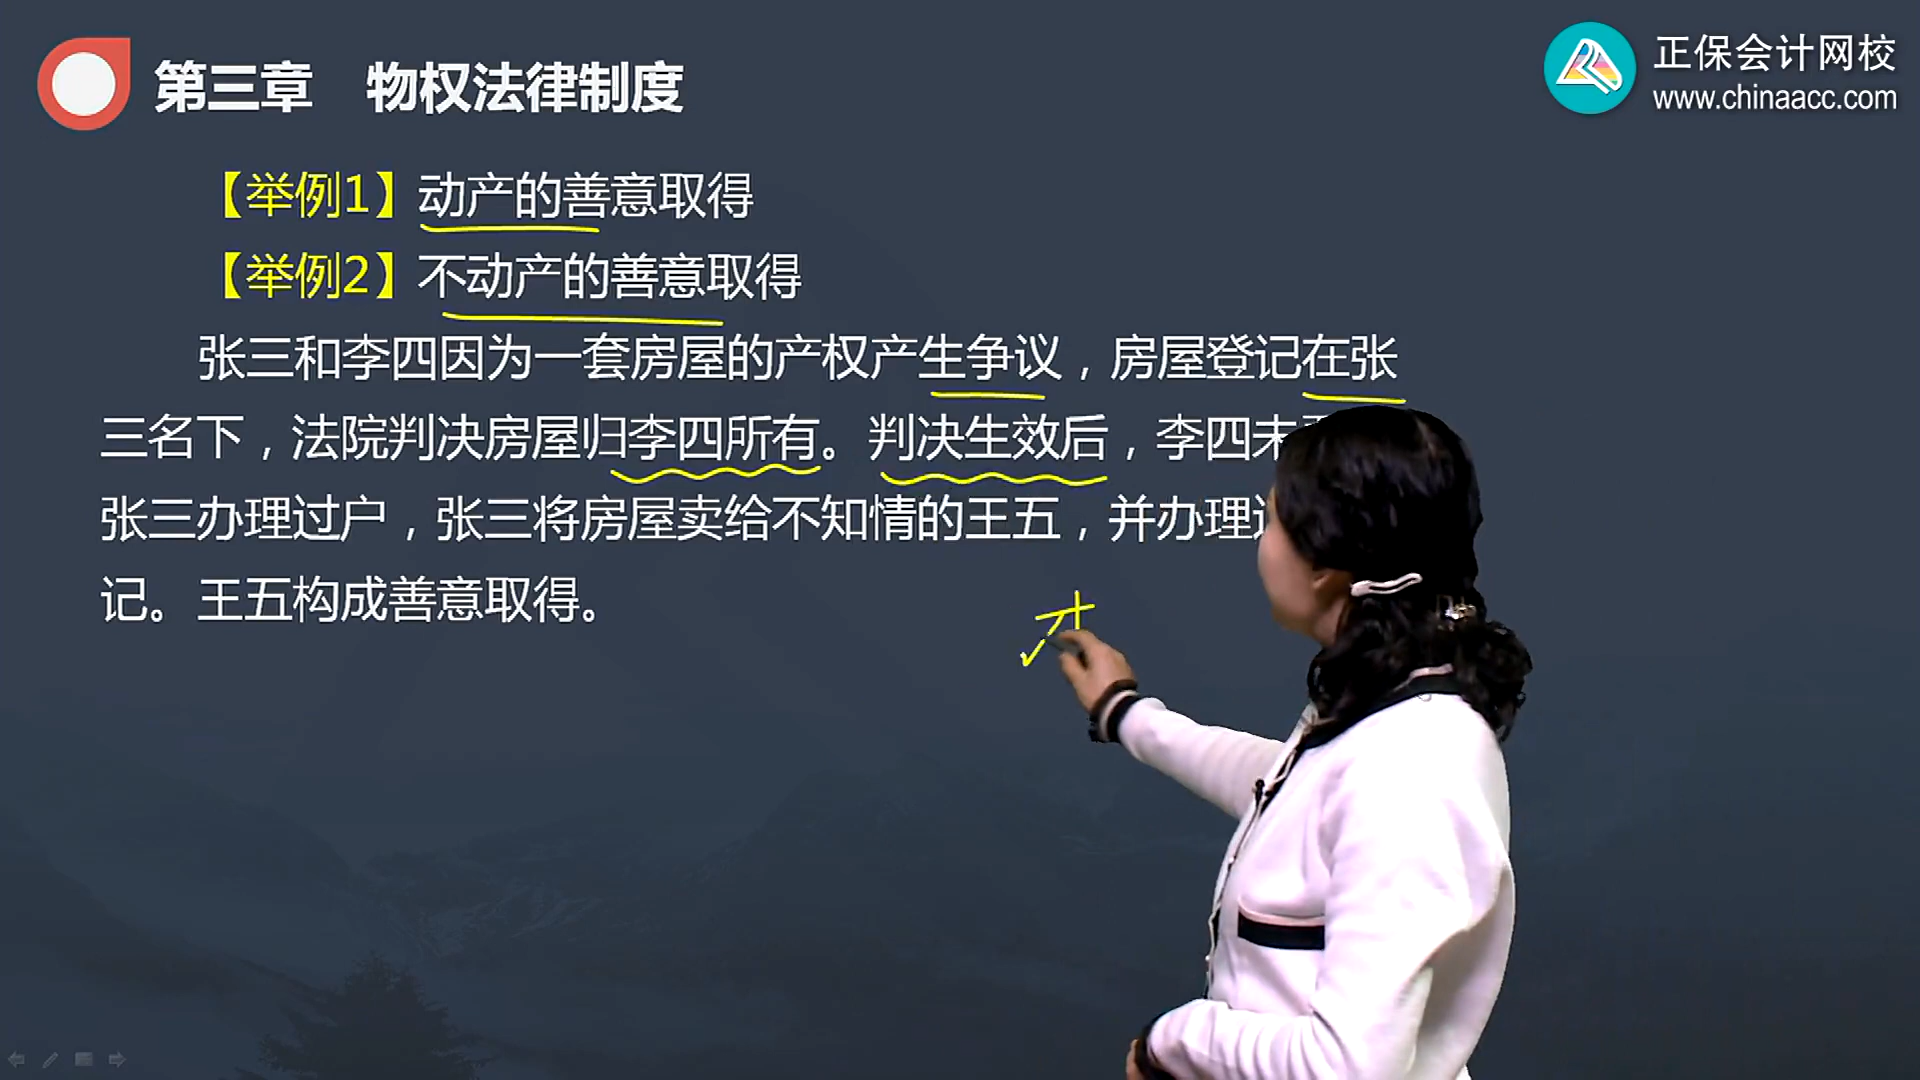 第三章 物权法律制度
正保会计网校
www.chinaacc.com
【举例1】动产的善意取得
【举例2】不动产的善意取得
张三和李四因为一套房屋的产权产生争议，房屋登记在张
三名下，法院判决房屋归李四所有。判决生效后，李四未
张三办理过户，张三将房屋卖给不知情的王五，并办理
记。王五构成善意取得。